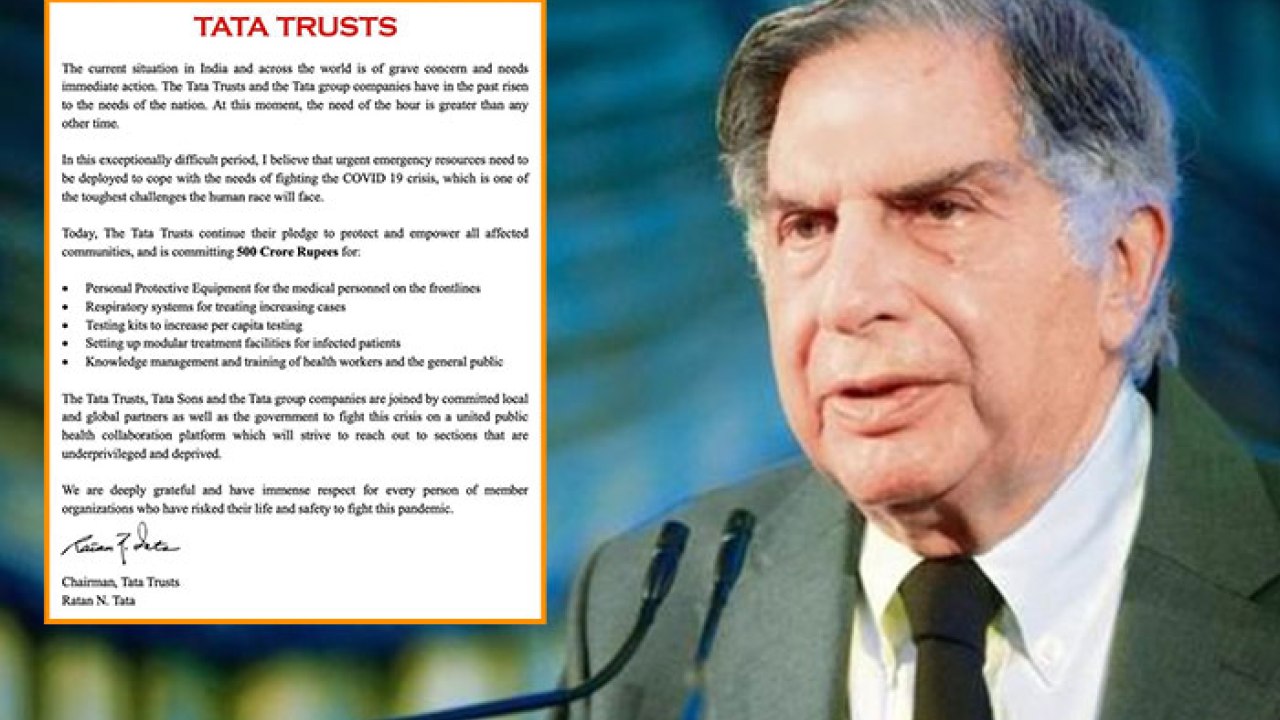 TATA TRUSTS
The current situation in India and across the world is of grave concern and needs
immediate action. The Tata Trusts and the Tata group companies have in the past risen
to the needs of the nation. At this moment, the need of the hour is greater than any
other time.
In this exceptionally difficult period, I believe that urgent emergency resources need to
be deployed to cope with the needs of fighting the COVID 19 crisis, which is one of
the toughest challenges the human race will face.
Today, The Tata Trusts continue their pledge to protect and empower all affected
communities, and is committing 500 Crore Rupees for:
• Personal Protective Equipment for the medical personnel on the frontlines
• Respiratory systems for treating increasing cases
• Testing kits to increase per capita testing
• Setting up modular treatment facilities for infected patients
• Knowledge management and training of health workers and the general public
The Tata Trusts, Tata Sons and the Tata group companies are joined by committed local
and global partners as well as the government to fight this crisis on a united public
health collaboration platform which will strive to reach out to sections that are
underprivileged and deprived.
We are deeply grateful and have immense respect for every person of member
organizations who have risked their life and safety to fight this pandemic.
Ratan N. Tata
Chairman, Tata Trusts
Ratan N. Tata